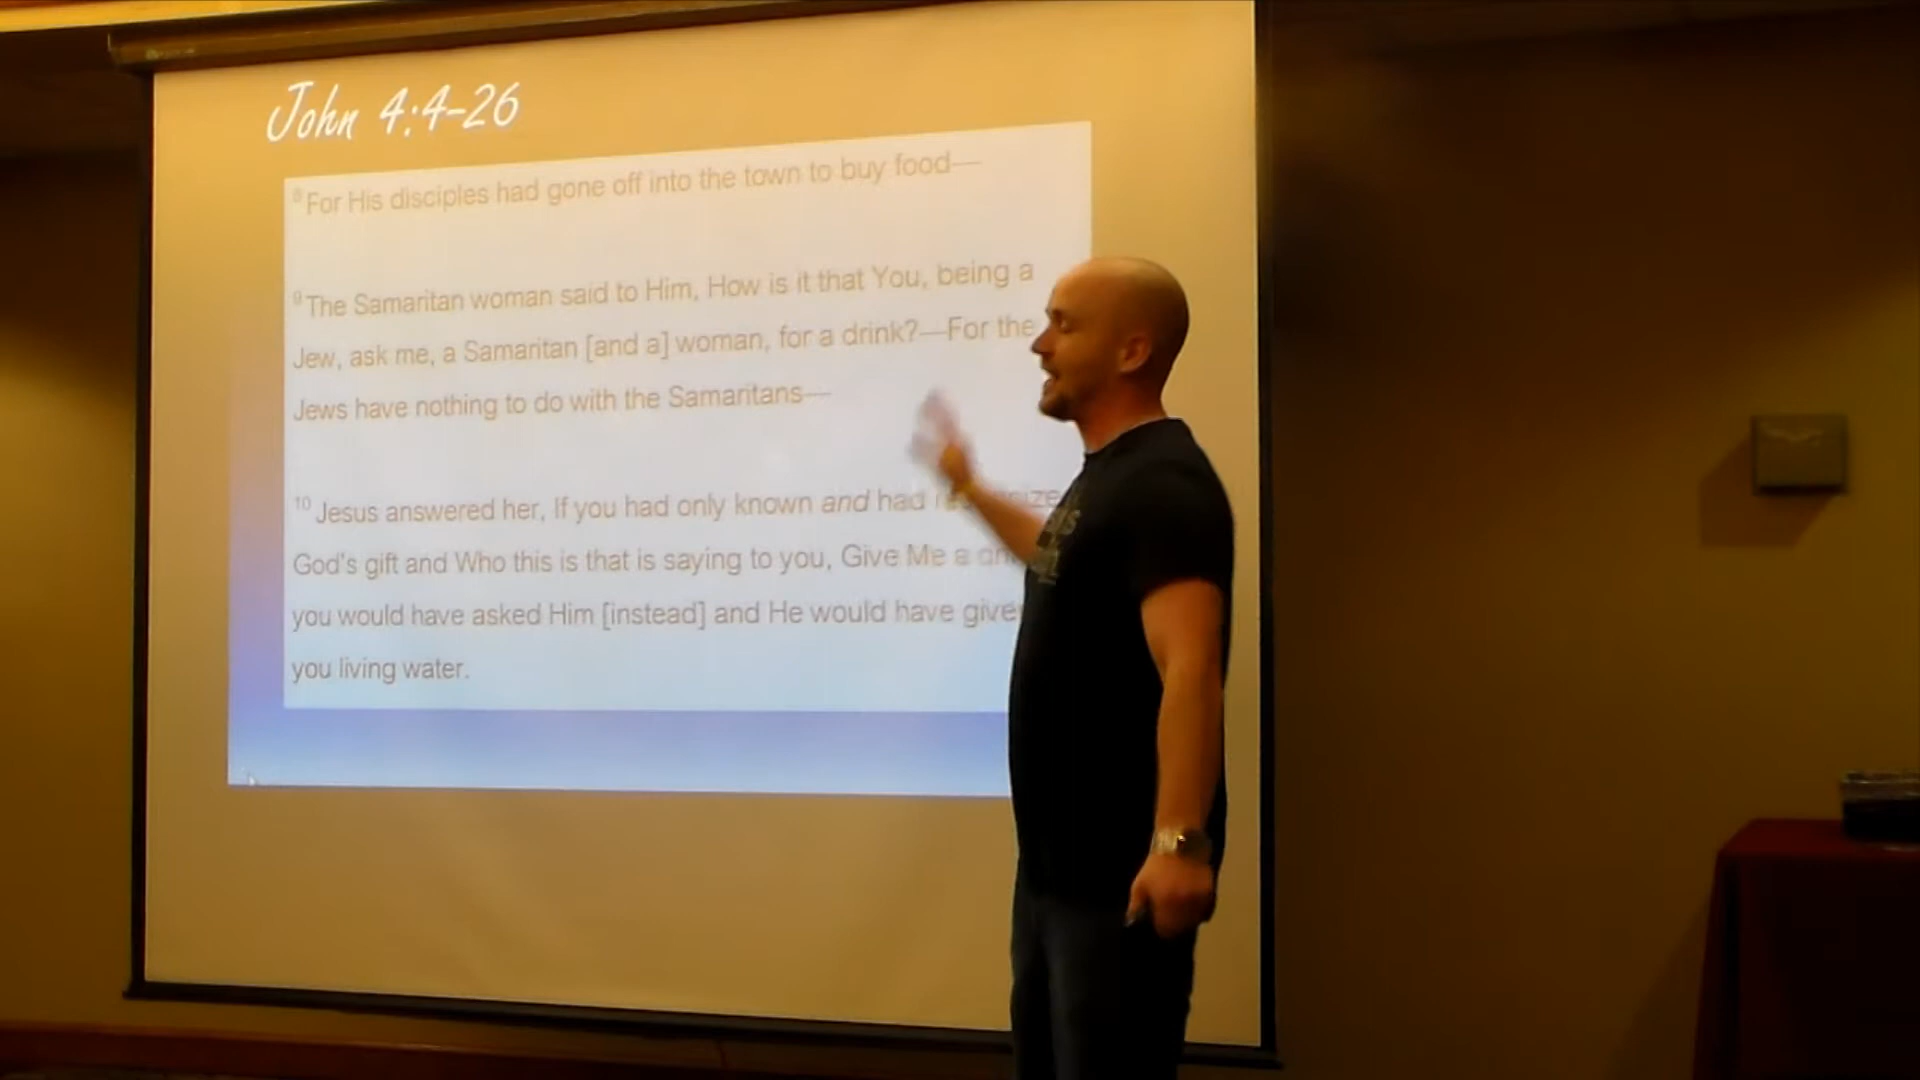 John 4:4-26
8 For His disciples had gone off into the town to buy food—
9 The Samaritan woman said to Him, How is it that You, being a
Jew, ask me, a Samaritan [and a] woman, for a drink?—For the
Jews have nothing to do with the Samaritans—
10 Jesus answered her, If you had only known and had
God's gift and Who this is that is saying to you, Give Me a
you would have asked Him [instead] and He would have give
you living water.